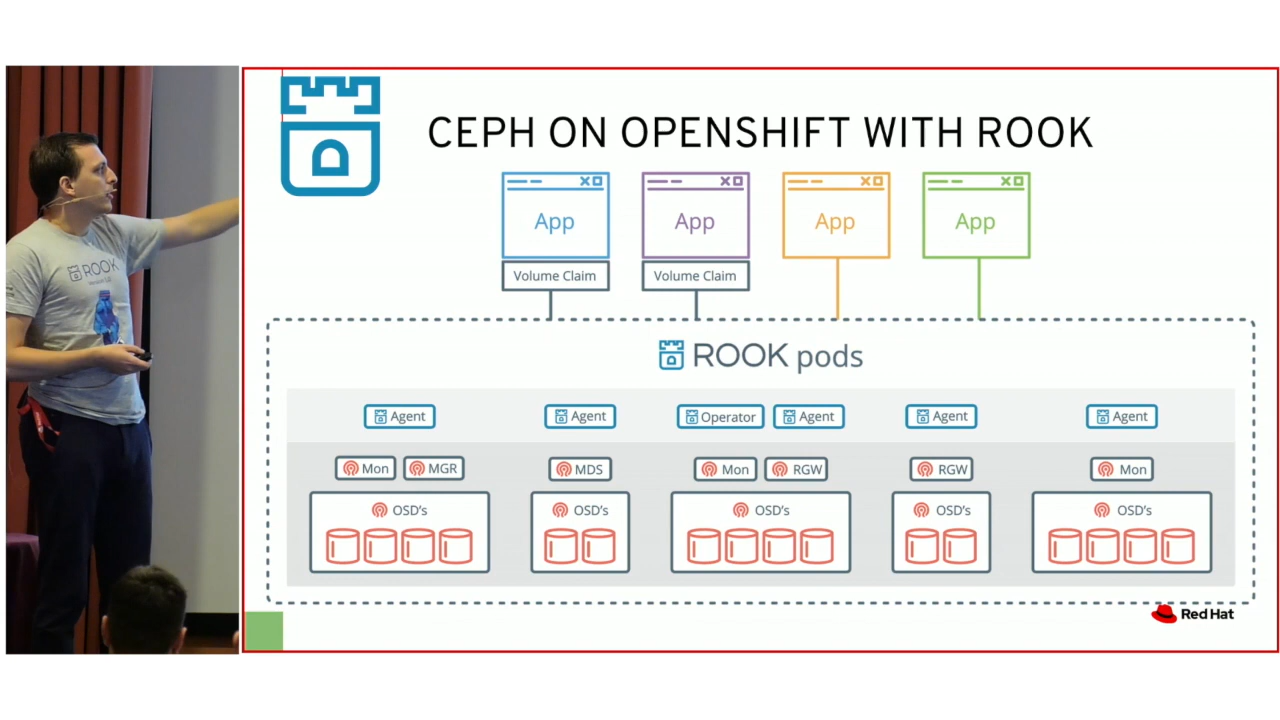 CEPH ON OPENSHIFT WITH ROOK
App
App
App
App
Volume Claim
Volume Claim
ROOK pods
Agent
Agent
Operator
Agent
Agent
Agent
Mon
MGR
MDS
Mon
RGW
RGW
Mon
OSD's
OSD's
OSD's
OSD's
OSD's
Red Hat
ROOK